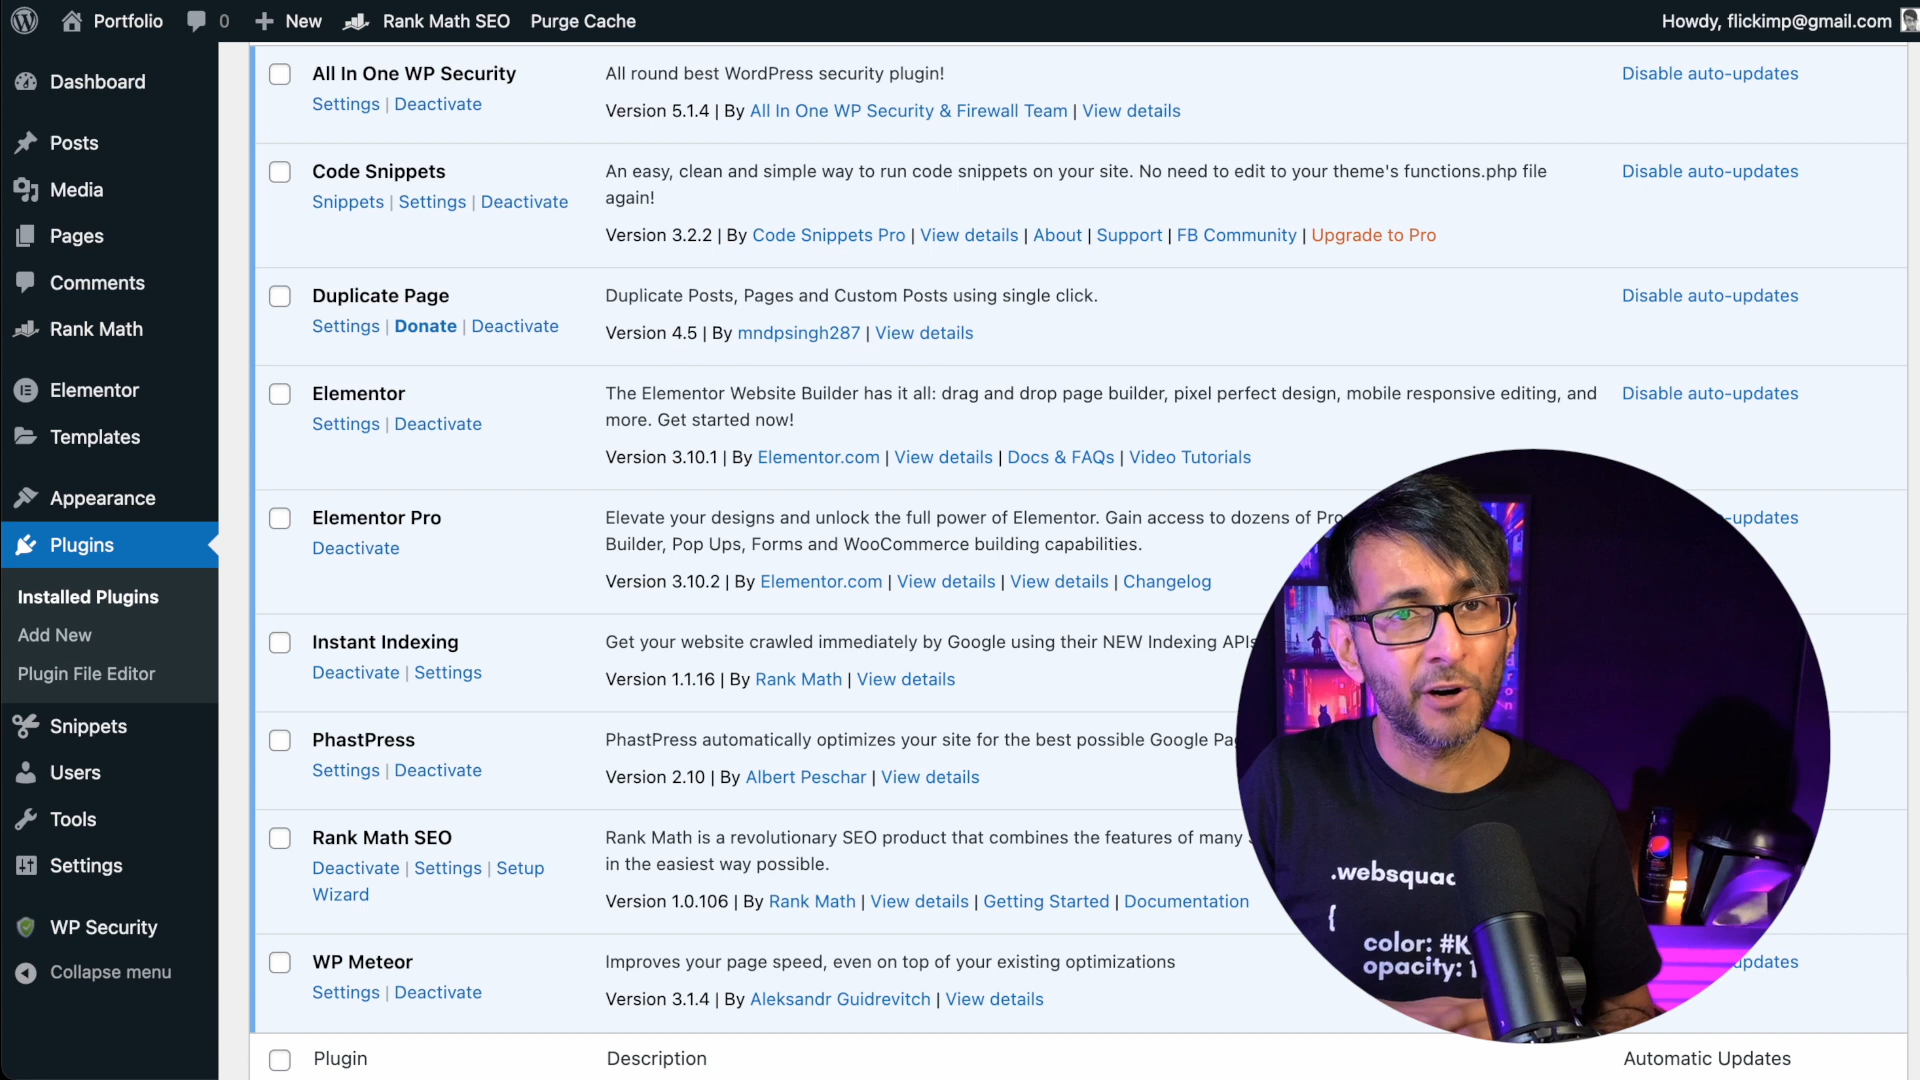 Portfolio 0 New Rank Math SEO Purge Cache Howdy, flickimp@gmail.com
Dashboard
Posts
Media
Pages
Comments
Rank Math
Elementor
Templates
Appearance
Plugins
Installed Plugins
Add New
Plugin File Editor
Snippets
Users
Tools
Settings
WP Security
Collapse menu
All In One WP Security
Settings | Deactivate
All round best WordPress security plugin!
Version 5.1.4 | By All In One WP Security & Firewall Team | View details
Disable auto-updates
Code Snippets
Snippets | Settings | Deactivate
An easy, clean and simple way to run code snippets on your site. No need to edit to your theme's functions.php file
again!
Version 3.2.2 | By Code Snippets Pro | View details | About | Support | FB Community | Upgrade to Pro
Disable auto-updates
Duplicate Page
Settings | Donate | Deactivate
Duplicate Posts, Pages and Custom Posts using single click.
Version 4.5 | By mndpsingh287 | View details
Disable auto-updates
Elementor
Settings | Deactivate
The Elementor Website Builder has it all: drag and drop page builder, pixel perfect design, mobile responsive editing, and
more. Get started now!
Version 3.10.1 | By Elementor.com | View details | Docs & FAQs | Video Tutorials
Disable auto-updates
Elementor Pro
Deactivate
Elevate your designs and unlock the full power of Elementor. Gain access to dozens of Pro
Builder, Pop Ups, Forms and WooCommerce building capabilities.
Version 3.10.2 | By Elementor.com | View details | View details | Changelog
-updates
Instant Indexing
Deactivate | Settings
Get your website crawled immediately by Google using their NEW Indexing APIs
Version 1.1.16 | By Rank Math | View details
PhastPress
Settings | Deactivate
PhastPress automatically optimizes your site for the best possible Google Pag
Version 2.10 | By Albert Peschar | View details
Rank Math SEO
Deactivate | Settings | Setup
Wizard
Rank Math is a revolutionary SEO product that combines the features of many
in the easiest way possible.
Version 1.0.106 | By Rank Math | View details | Getting Started | Documentation
WP Meteor
Settings | Deactivate
Improves your page speed, even on top of your existing optimizations
Version 3.1.4 | By Aleksandr Guidrevitch | View details
updates
Plugin Description Automatic Updates
.websquad
{
color: #K
opacity: 1